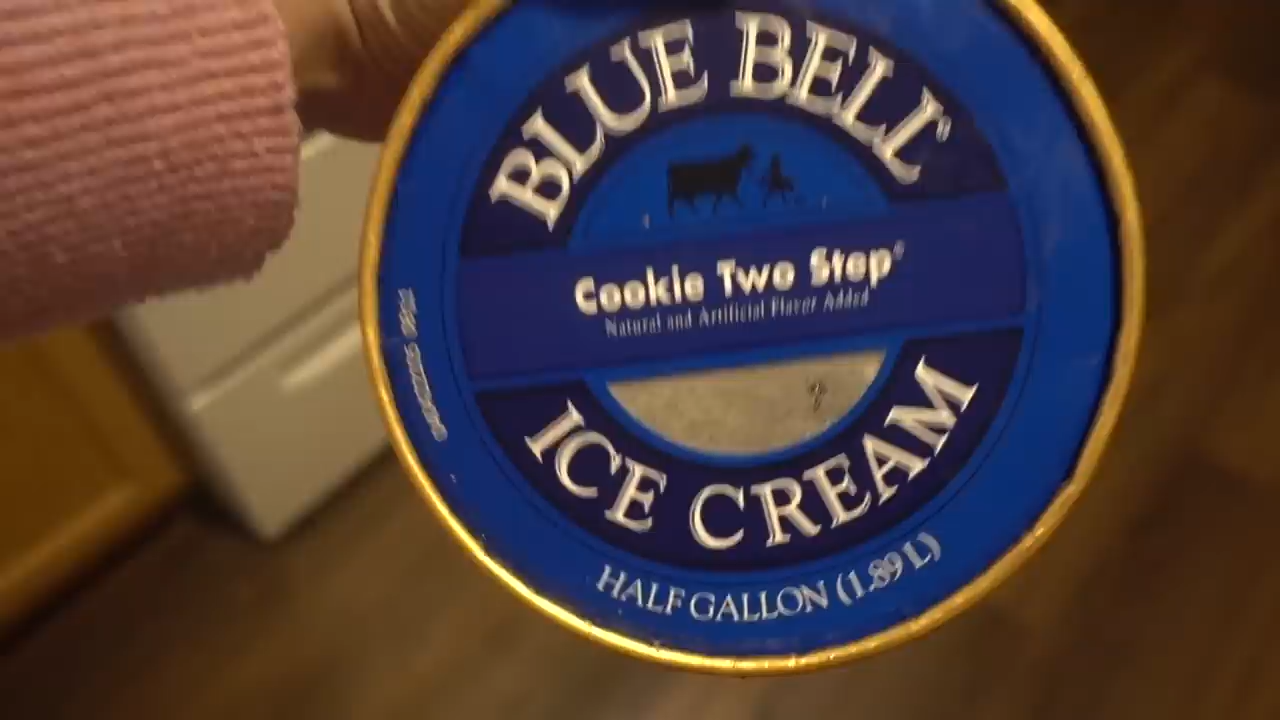 BLUE BELL®
Cookie Two Step®
Natural and Artificial Flavor Added
ICE CREAM
HALF GALLON (1.89 L)